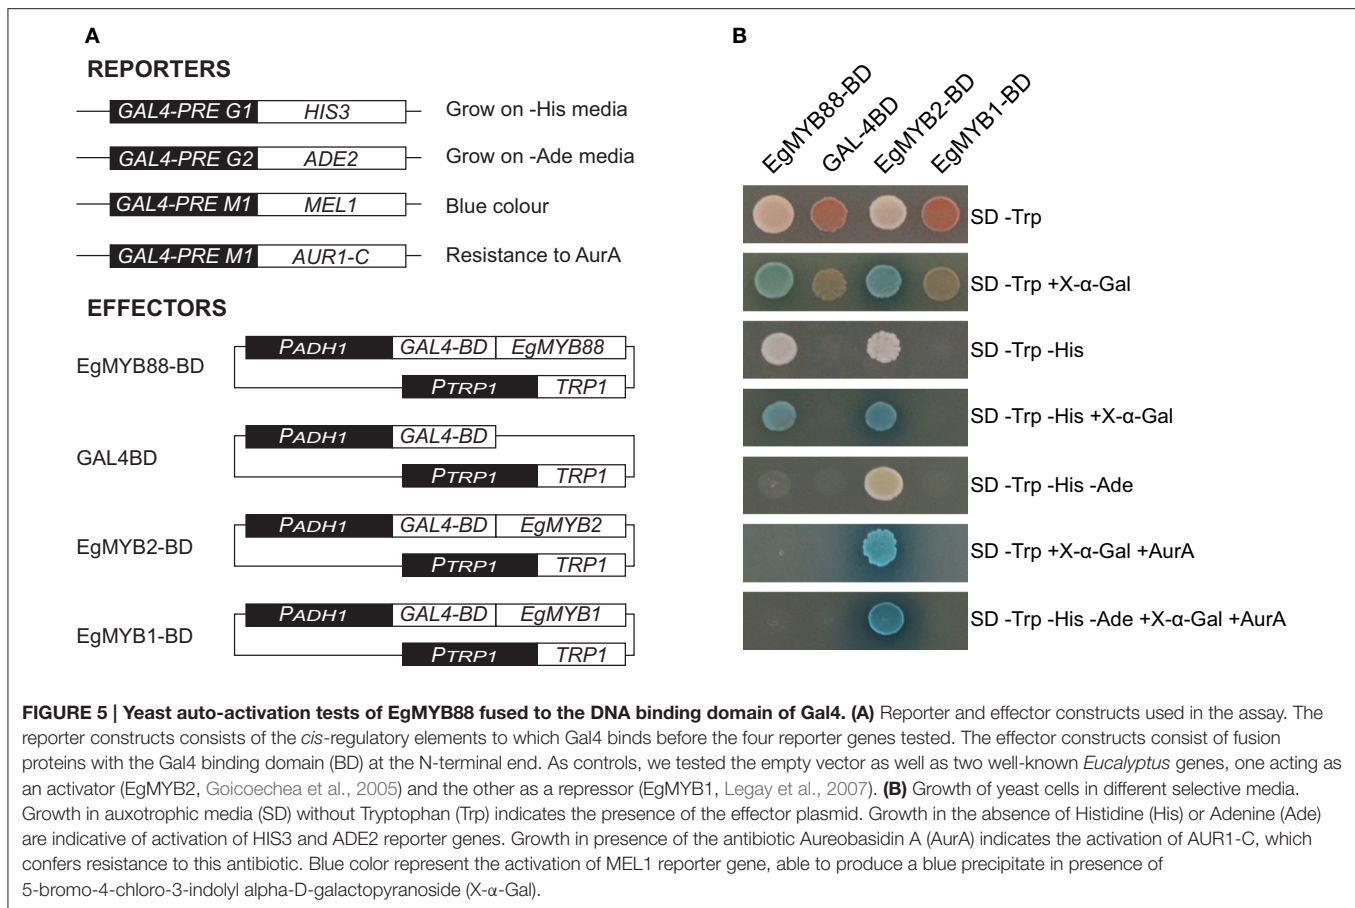 A
REPORTERS
GAL4-PRE G1 HIS3 Grow on -His media
GAL4-PRE G2 ADE2 Grow on -Ade media
GAL4-PRE M1 MEL1 Blue colour
GAL4-PRE M1 AUR1-C Resistance to AurA
EFFECTORS
EgMYB88-BD
PADH1 GAL4-BD EgMYB88
PTRP1 TRP1
GAL4BD
PADH1 GAL4-BD
PTRP1 TRP1
EgMYB2-BD
PADH1 GAL4-BD EgMYB2
PTRP1 TRP1
EgMYB1-BD
PADH1 GAL4-BD EgMYB1
PTRP1 TRP1
B
EgMYB88-BD
GAL-4BD
EgMYB2-BD
EgMYB1-BD
SD -Trp
SD -Trp +X-α-Gal
SD -Trp -His
SD -Trp -His +X-α-Gal
SD -Trp -His -Ade
SD -Trp +X-α-Gal +AurA
SD -Trp -His -Ade +X-α-Gal +AurA
FIGURE 5 | Yeast auto-activation tests of EgMYB88 fused to the DNA binding domain of Gal4. (A) Reporter and effector constructs used in the assay. The
reporter constructs consists of the cis-regulatory elements to which Gal4 binds before the four reporter genes tested. The effector constructs consist of fusion
proteins with the Gal4 binding domain (BD) at the N-terminal end. As controls, we tested the empty vector as well as two well-known Eucalyptus genes, one acting as
an activator (EgMYB2, Goicoechea et al., 2005) and the other as a repressor (EgMYB1, Legay et al., 2007). (B) Growth of yeast cells in different selective media.
Growth in auxotrophic media (SD) without Tryptophan (Trp) indicates the presence of the effector plasmid. Growth in the absence of Histidine (His) or Adenine (Ade)
are indicative of activation of HIS3 and ADE2 reporter genes. Growth in presence of the antibiotic Aureobasidin A (AurA) indicates the activation of AUR1-C, which
confers resistance to this antibiotic. Blue color represent the activation of MEL1 reporter gene, able to produce a blue precipitate in presence of
5-bromo-4-chloro-3-indolyl alpha-D-galactopyranoside (X-α-Gal).